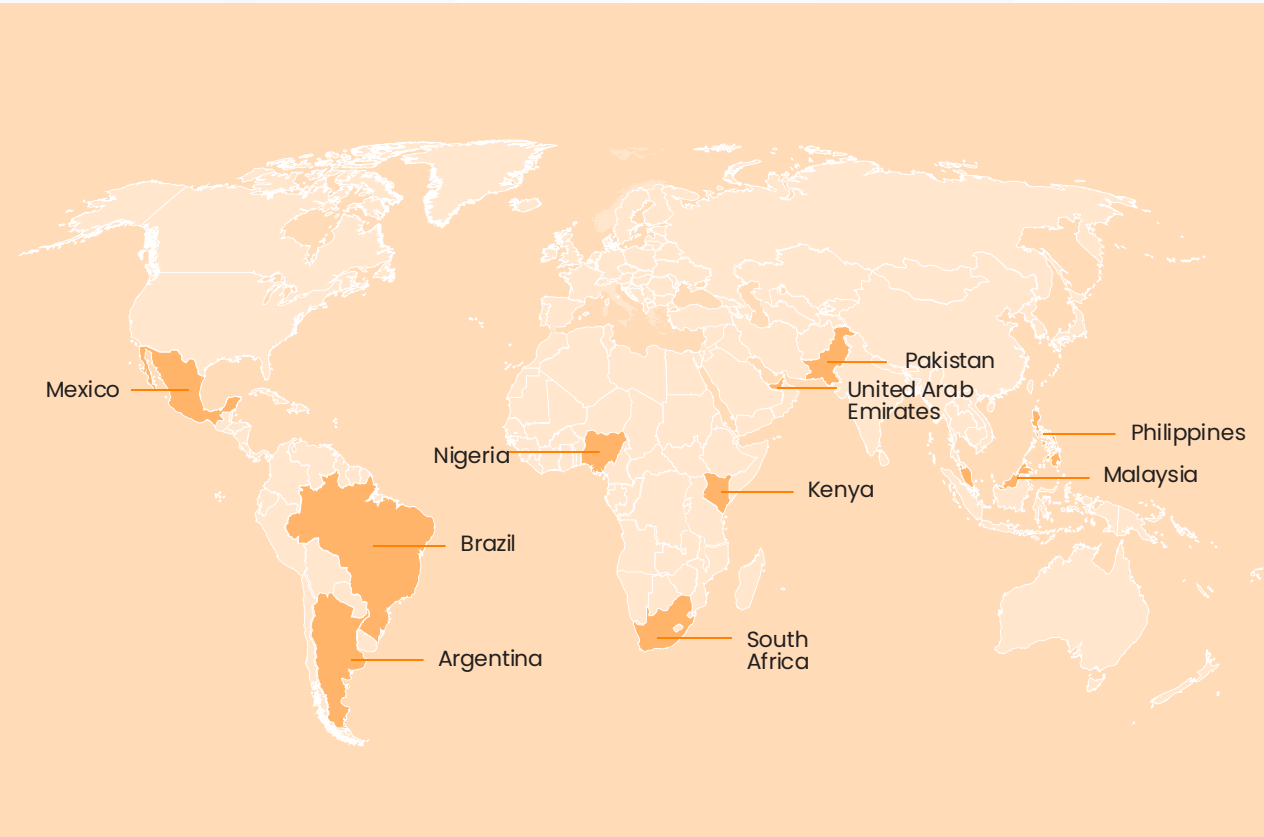 Pakistan
Mexico
United Arab
Emirates
Philippines
Nigeria
Malaysia
Kenya
Brazil
South
Africa
Argentina